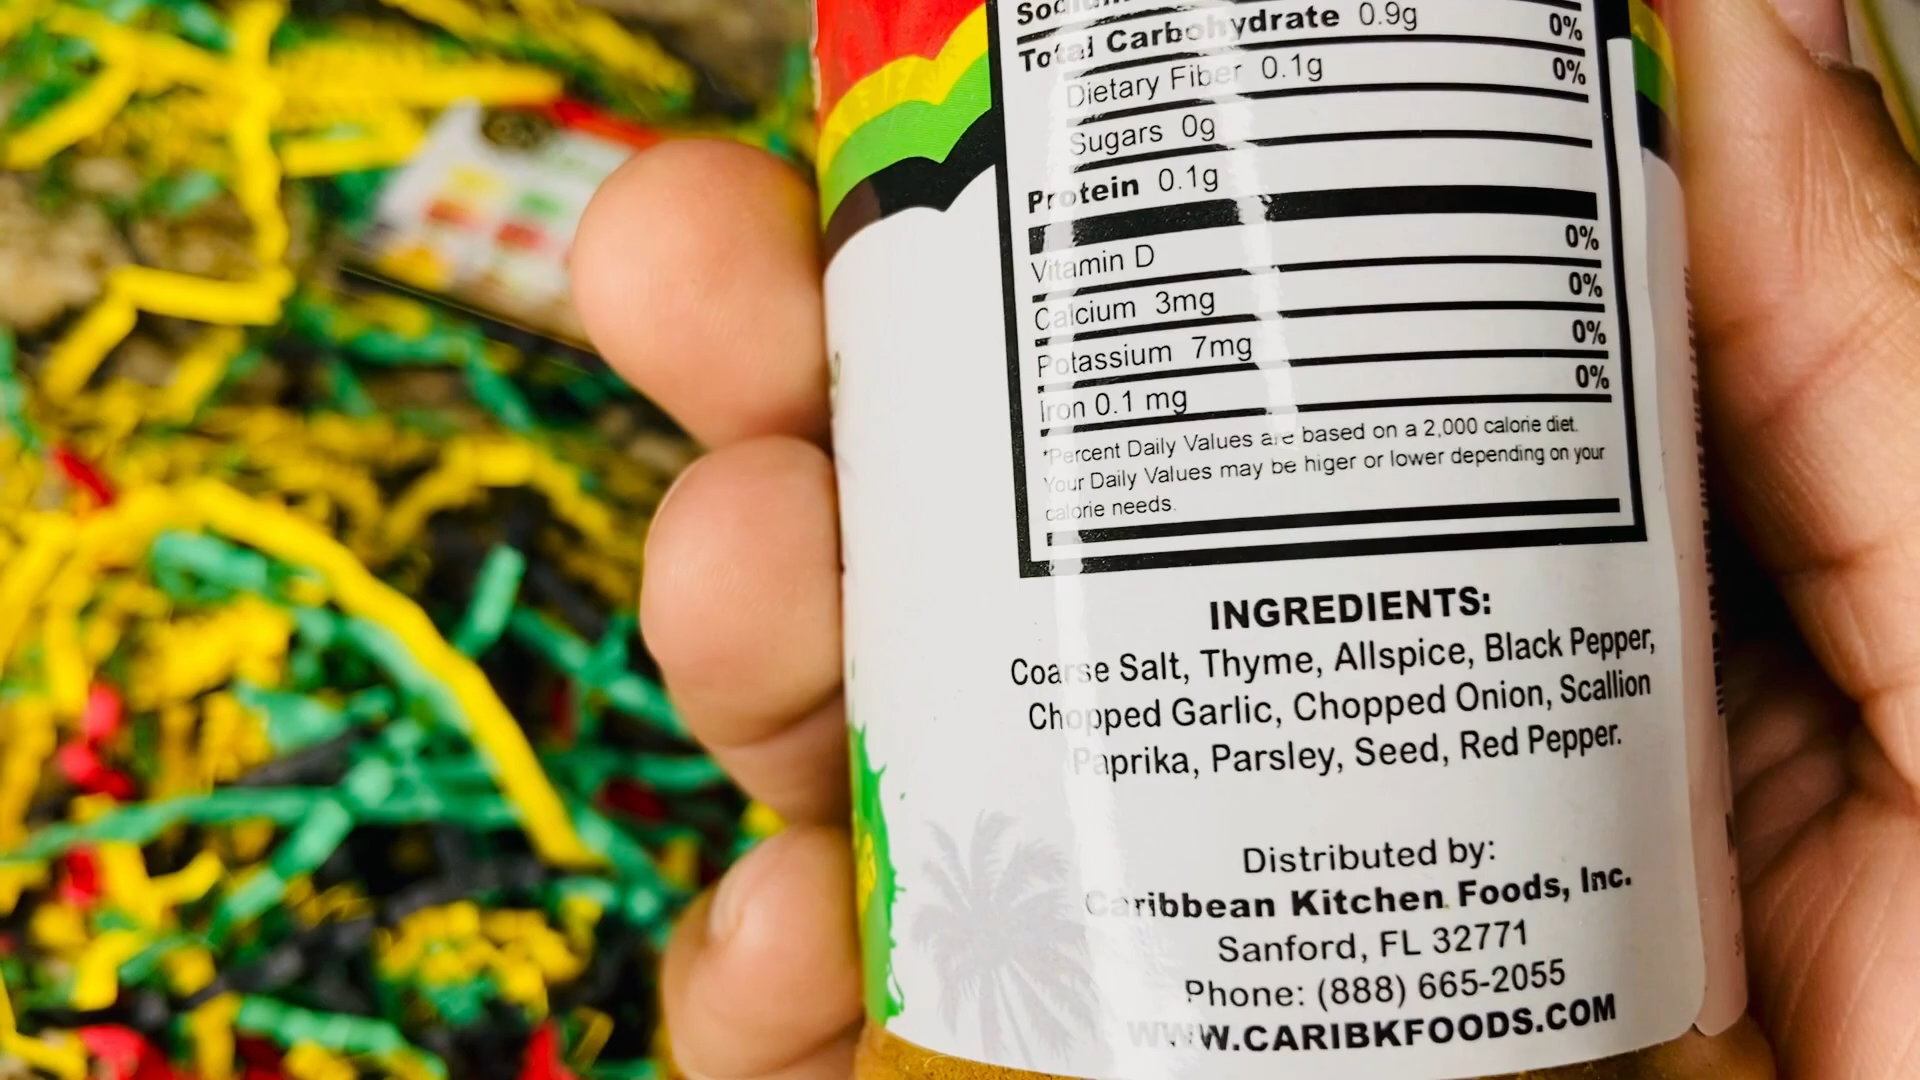 Total Carbohydrate 0.9g 0%
Dietary Fiber 0.1g 0%
Sugars 0g
Protein 0.1g
Vitamin D 0%
Calcium 3mg 0%
Potassium 7mg 0%
Iron 0.1 mg 0%
*Percent Daily Values are based on a 2,000 calorie diet.
Your Daily Values may be higer or lower depending on your
calorie needs.
INGREDIENTS:
Coarse Salt, Thyme, Allspice, Black Pepper,
Chopped Garlic, Chopped Onion, Scallion
Paprika, Parsley, Seed, Red Pepper.
Distributed by:
Caribbean Kitchen Foods, Inc.
Sanford, FL 32771
Phone: (888) 665-2055
WWW.CARIBKFOODS.COM